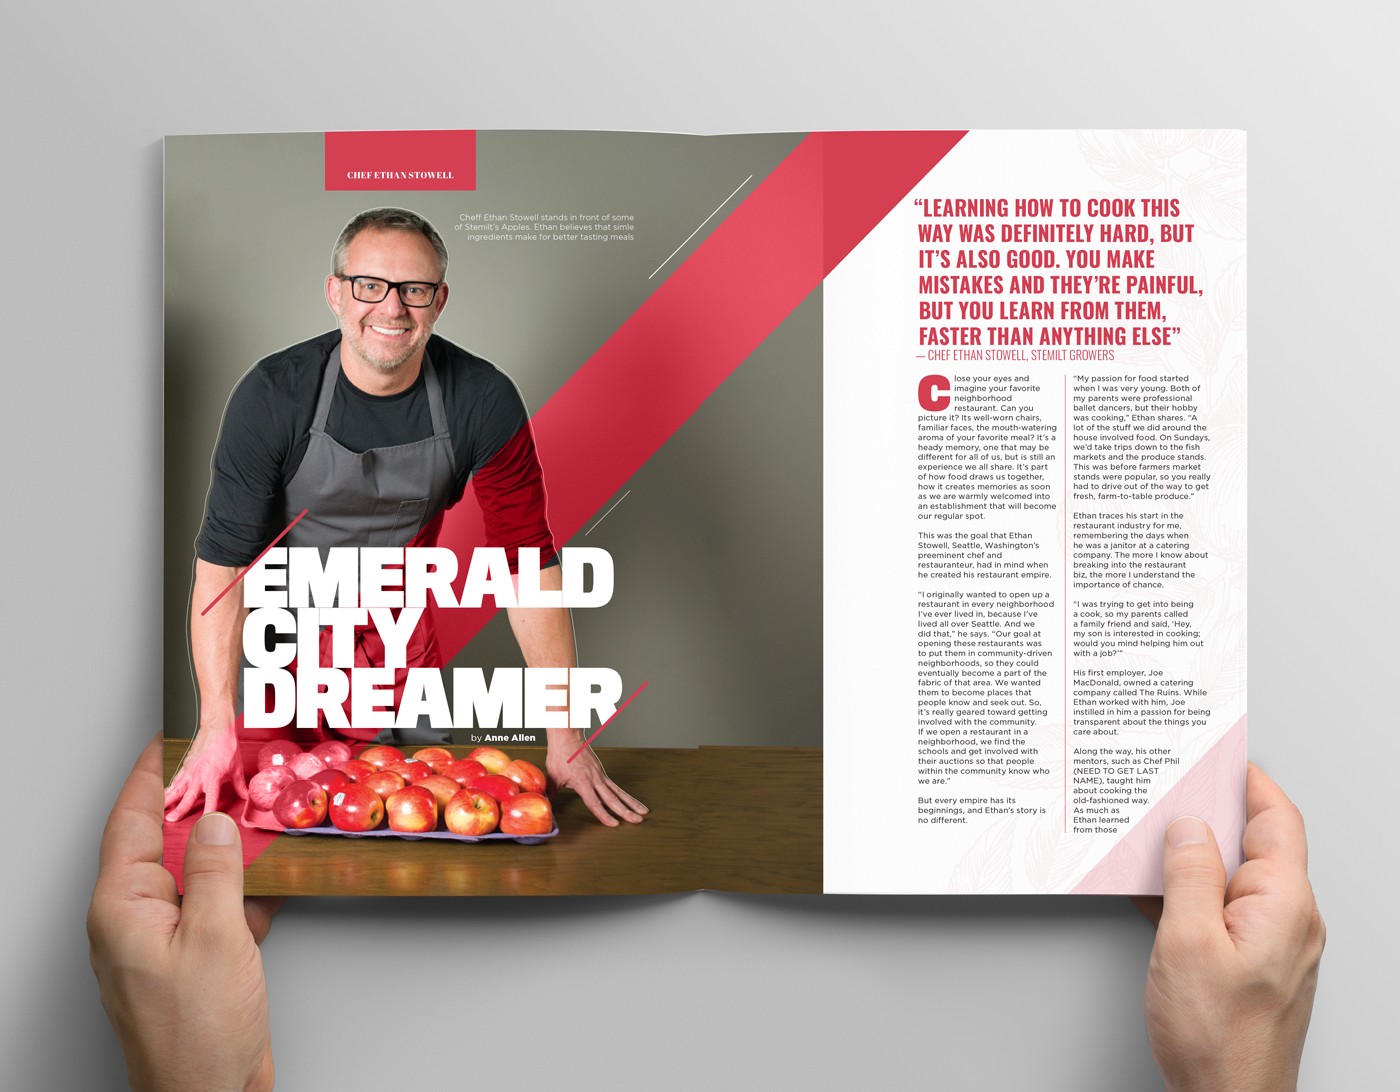 CHEF ETHAN STOWELL
Cheff Ethan Stowell stands in front of some
of Stemilt's Apples. Ethan believes that simle
ingredients make for better tasting meals
EMERALD
CITY
DREAMER
by Anne Allen
“LEARNING HOW TO COOK THIS
WAY WAS DEFINITELY HARD, BUT
IT’S ALSO GOOD. YOU MAKE
MISTAKES AND THEY’RE PAINFUL,
BUT YOU LEARN FROM THEM,
FASTER THAN ANYTHING ELSE”
— CHEF ETHAN STOWELL, STEMILT GROWERS
Close your eyes and
imagine your favorite
neighborhood
restaurant. Can you
picture it? Its well-worn chairs,
familiar faces, the mouth-watering
aroma of your favorite meal? It’s a
heady memory, one that may be
different for all of us, but is still an
experience we all share. It’s part
of how food draws us together,
how it creates memories as soon
as we are warmly welcomed into
an establishment that will become
our regular spot.
This was the goal that Ethan
Stowell, Seattle, Washington’s
preeminent chef and
restauranteur, had in mind when
he created his restaurant empire.
“I originally wanted to open up a
restaurant in every neighborhood
I’ve ever lived in, because I’ve
lived all over Seattle. And we
did that,” he says. “Our goal at
opening these restaurants was
to put them in community-driven
neighborhoods, so they could
eventually become a part of the
fabric of that area. We wanted
them to become places that
people know and seek out. So,
it’s really geared toward getting
involved with the community.
If we open a restaurant in a
neighborhood, we find the
schools and get involved with
their auctions so that people
within the community know who
we are.”
But every empire has its
beginnings, and Ethan’s story is
no different.
“My passion for food started
when I was very young. Both of
my parents were professional
ballet dancers, but their hobby
was cooking,” Ethan shares. “A
lot of the stuff we did around the
house involved food. On Sundays,
we’d take trips down to the fish
markets and the produce stands.
This was before farmers market
stands were popular, so you really
had to drive out of the way to get
fresh, farm-to-table produce.”
Ethan traces his start in the
restaurant industry for me,
remembering the days when
he was a janitor at a catering
company. The more I know about
breaking into the restaurant
biz, the more I understand the
importance of chance.
“I was trying to get into being
a cook, so my parents called
a family friend and said, ‘Hey,
my son is interested in cooking;
would you mind helping him out
with a job?’”
His first employer, Joe
MacDonald, owned a catering
company called The Ruins. While
Ethan worked with him, Joe
instilled in him a passion for being
transparent about the things you
care about.
Along the way, his other
mentors, such as Chef Phil
(NEED TO GET LAST
NAME), taught him
about cooking the
old-fashioned way.
As much as
Ethan learned
from those